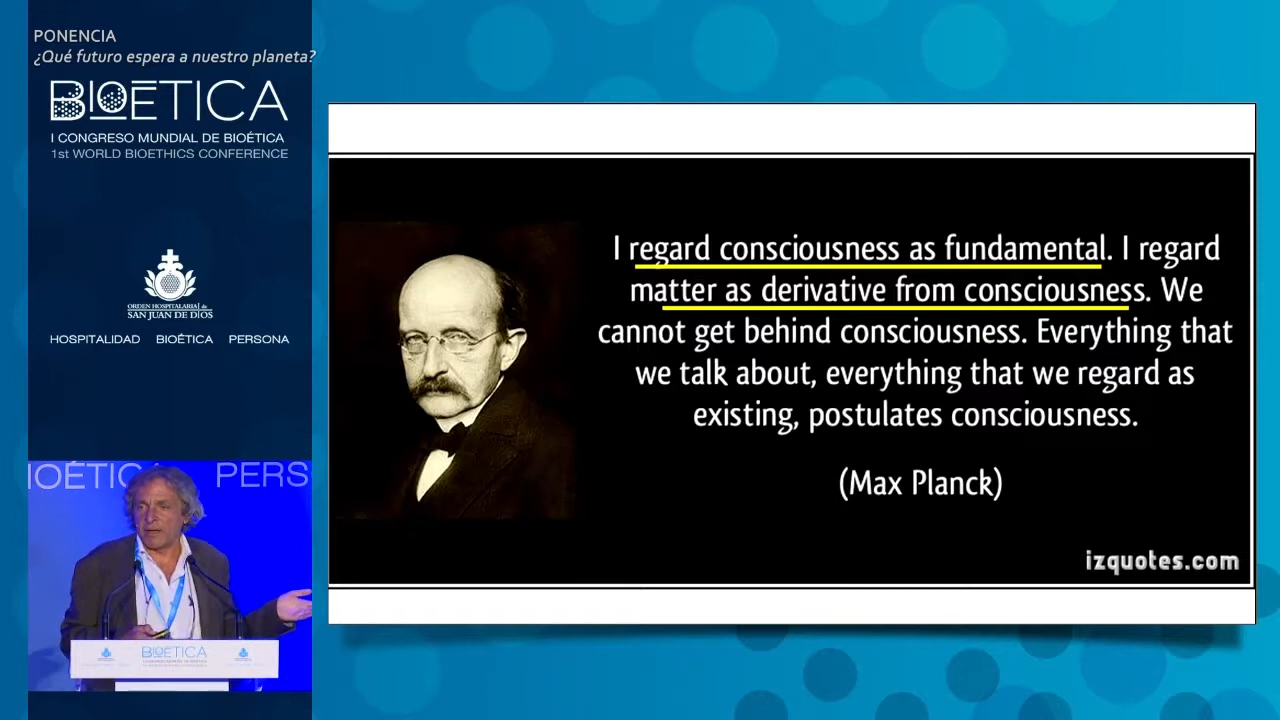 PONENCIA
¿Qué futuro espera a nuestro planeta?
BIOÉTICA
I CONGRESO MUNDIAL DE BIOÉTICA
1st WORLD BIOETHICS CONFERENCE
ORDEN HOSPITALARIA de
SAN JUAN DE DIOS
HOSPITALIDAD BIOÉTICA PERSONA
IOÉTIC PERS
BIOÉTICA
I regard consciousness as fundamental. I regard
matter as derivative from consciousness. We
cannot get behind consciousness. Everything that
we talk about, everything that we regard as
existing, postulates consciousness.
(Max Planck)
izquotes.com